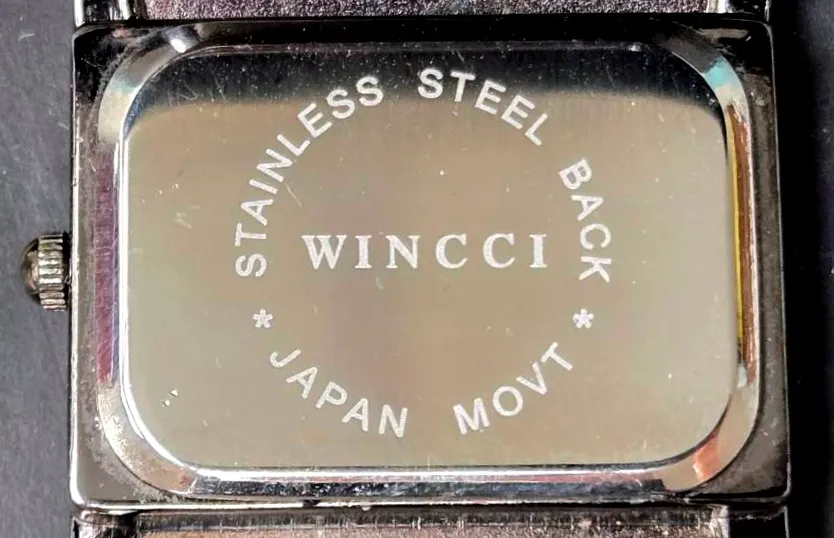 STAINLESS STEEL BACK
WINCCI
* JAPAN MOVT *